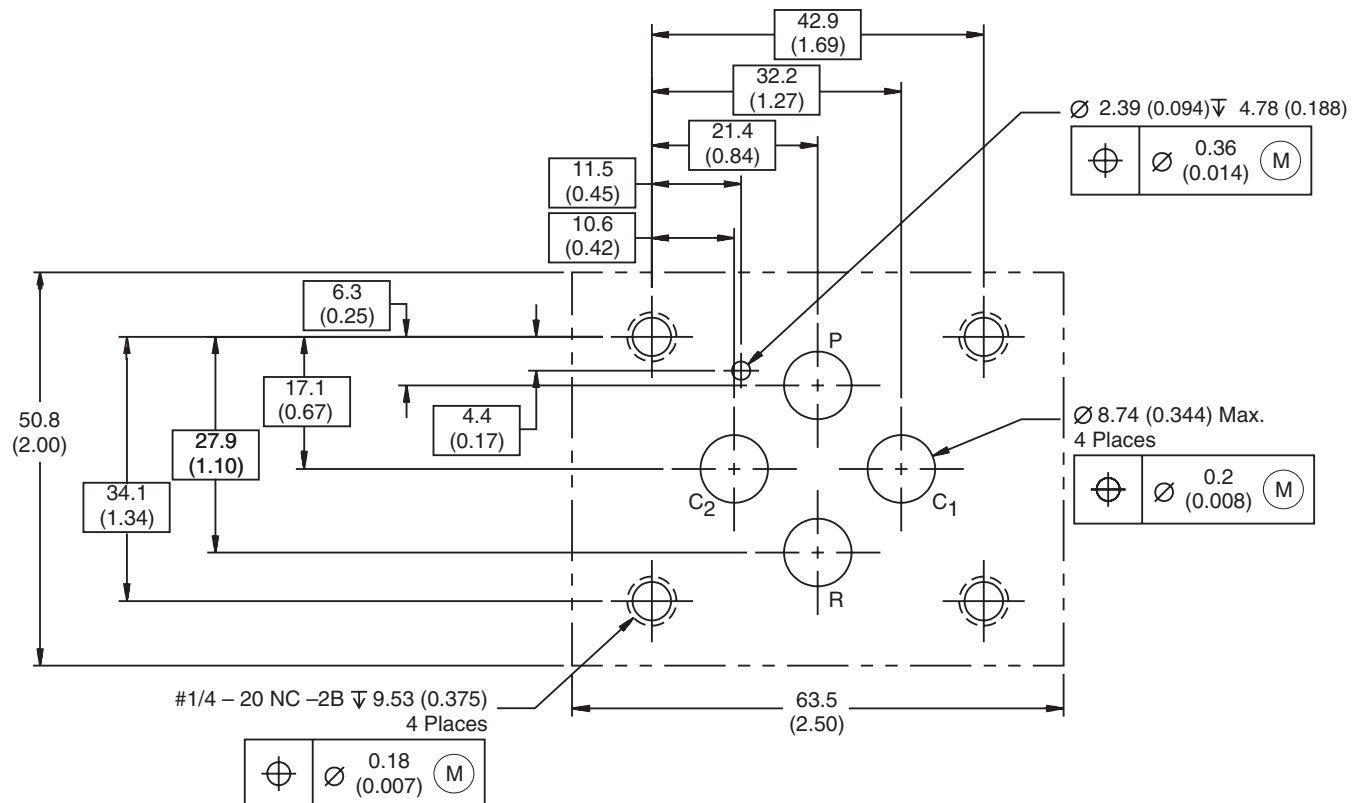 42.9
(1.69)
32.2
(1.27)
⌀ 2.39 (0.094)↧ 4.78 (0.188)
21.4
(0.84)
⌖ ⌀ 0.36 Ⓜ
(0.014)
11.5
(0.45)
10.6
(0.42)
6.3
(0.25)
P
17.1
(0.67)
4.4
(0.17)
50.8
(2.00)
27.9
(1.10)
⌀ 8.74 (0.344) Max.
4 Places
⌖ ⌀ 0.2 Ⓜ
(0.008)
34.1
(1.34)
C2
C1
R
#1/4 – 20 NC –2B ↧ 9.53 (0.375)
4 Places
63.5
(2.50)
⌖ ⌀ 0.18 Ⓜ
(0.007)